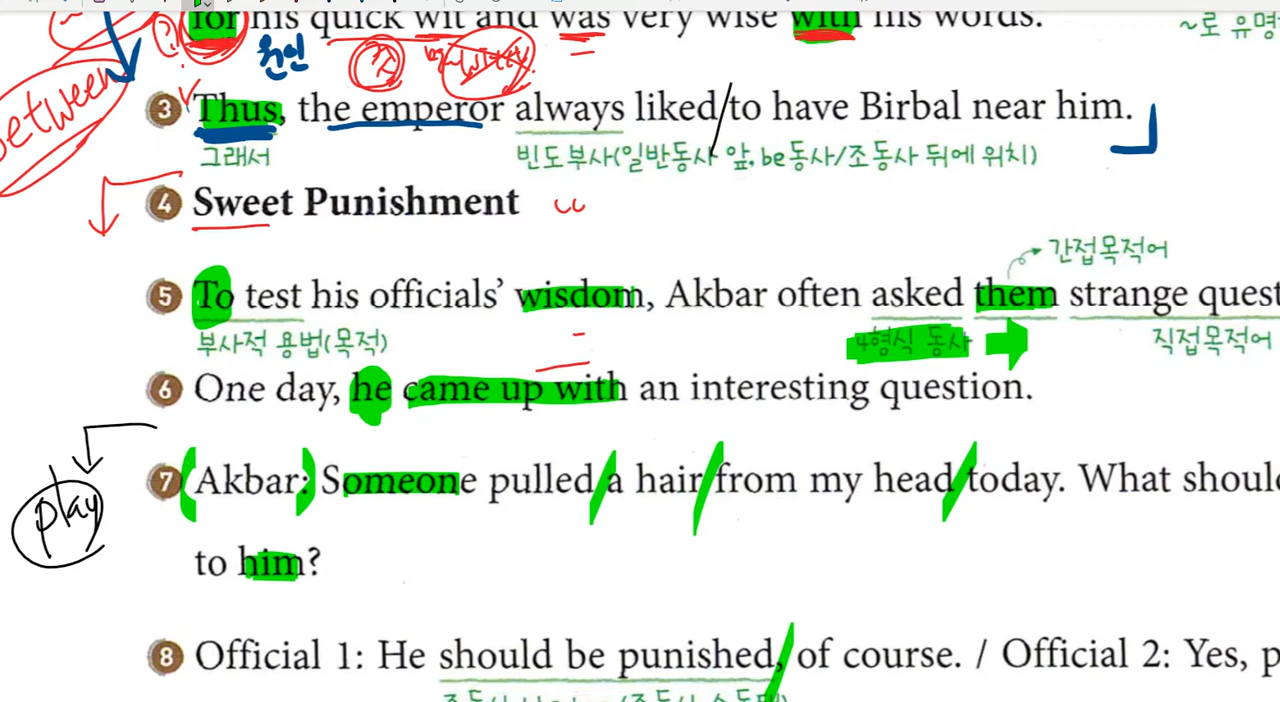 for his quick wit and was very wise with his words.
~로 유명
원인
between
3 Thus, the emperor always liked/to have Birbal near him.
그래서
빈도부사(일반동사 앞, be동사/조동사 뒤에 위치)
4 Sweet Punishment
간접목적어
5 To test his officials' wisdom, Akbar often asked them strange quest
부사적 용법(목적)
4형식 동사
직접목적어
6 One day, he came up with an interesting question.
play
7 (Akbar:) Someone pulled/a hair/from my head/today. What shoul
to him?
8 Official 1: He should be punished,/of course. / Official 2: Yes, p